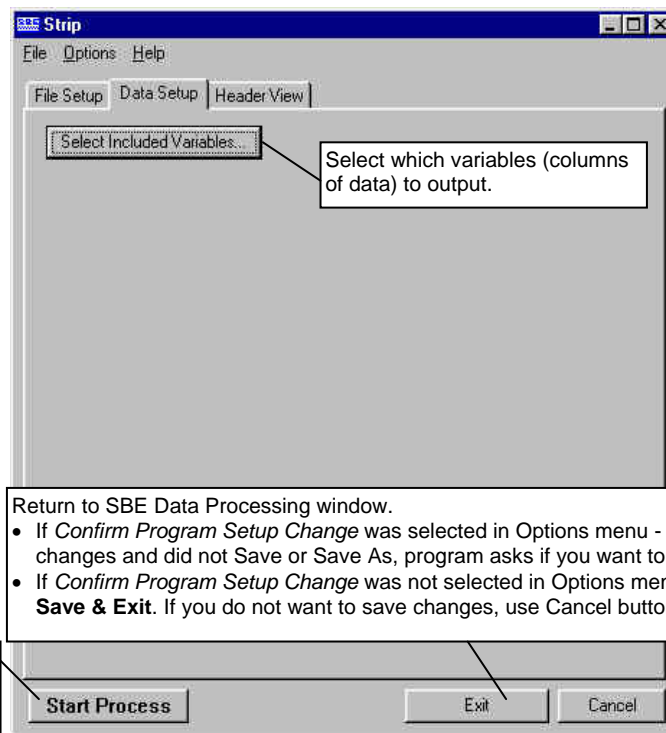 SBE Strip
File Options Help
File Setup Data Setup Header View
Select Included Variables...
Select which variables (columns
of data) to output.
Return to SBE Data Processing window.
• If Confirm Program Setup Change was selected in Options menu -
changes and did not Save or Save As, program asks if you want to
• If Confirm Program Setup Change was not selected in Options
Save & Exit. If you do not want to save changes, use Cancel
Start Process Exit Cancel